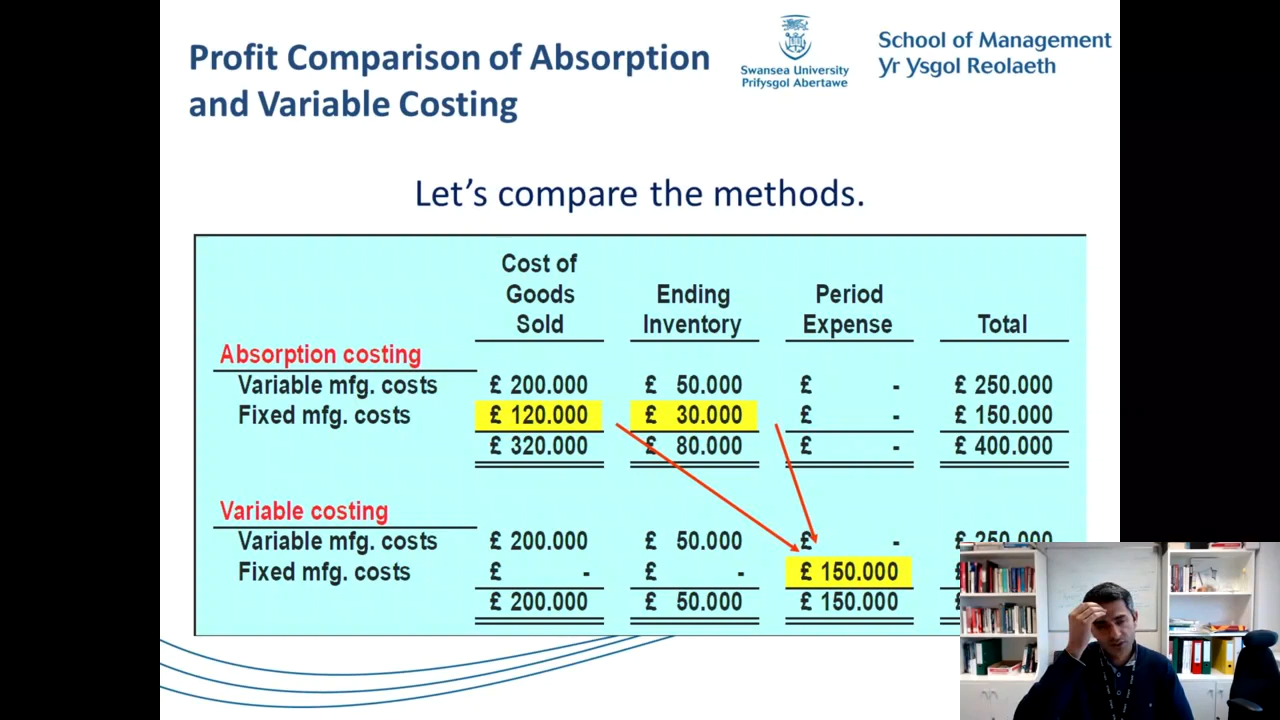 Profit Comparison of Absorption
and Variable Costing
Swansea University
Prifysgol Abertawe
School of Management
Yr Ysgol Reolaeth
Let's compare the methods.
Cost of
Goods Ending Period
Sold Inventory Expense Total
Absorption costing
Variable mfg. costs £ 200.000 £ 50.000 £ - £ 250.000
Fixed mfg. costs £ 120.000 £ 30.000 £ - £ 150.000
£ 320.000 £ 80.000 £ - £ 400.000
Variable costing
Variable mfg. costs £ 200.000 £ 50.000 £ - £ 250.000
Fixed mfg. costs £ - £ - £ 150.000 £
£ 200.000 £ 50.000 £ 150.000 £